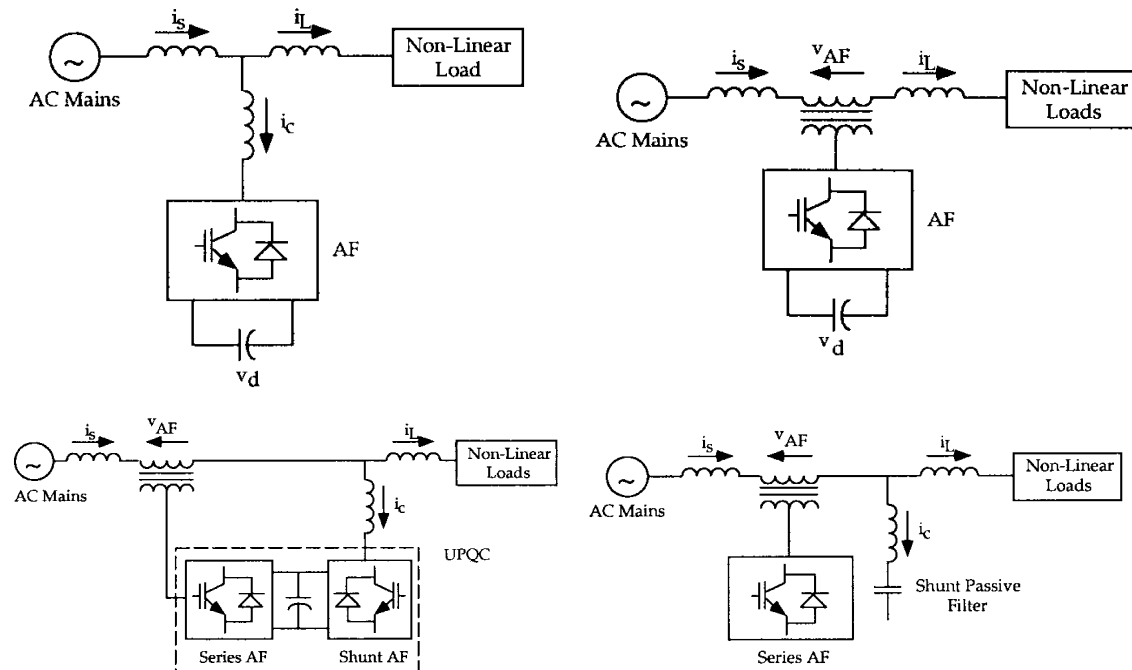 i_s
i_L
Non-Linear
Load
~
AC Mains
i_c
AF
v_d
i_s
v_AF
i_L
Non-Linear
Loads
~
AC Mains
AF
v_d
i_s
v_AF
i_L
Non-Linear
Loads
~
AC Mains
i_c
UPQC
Series AF
Shunt AF
i_s
v_AF
i_L
Non-Linear
Loads
~
AC Mains
i_c
Shunt Passive
Filter
Series AF